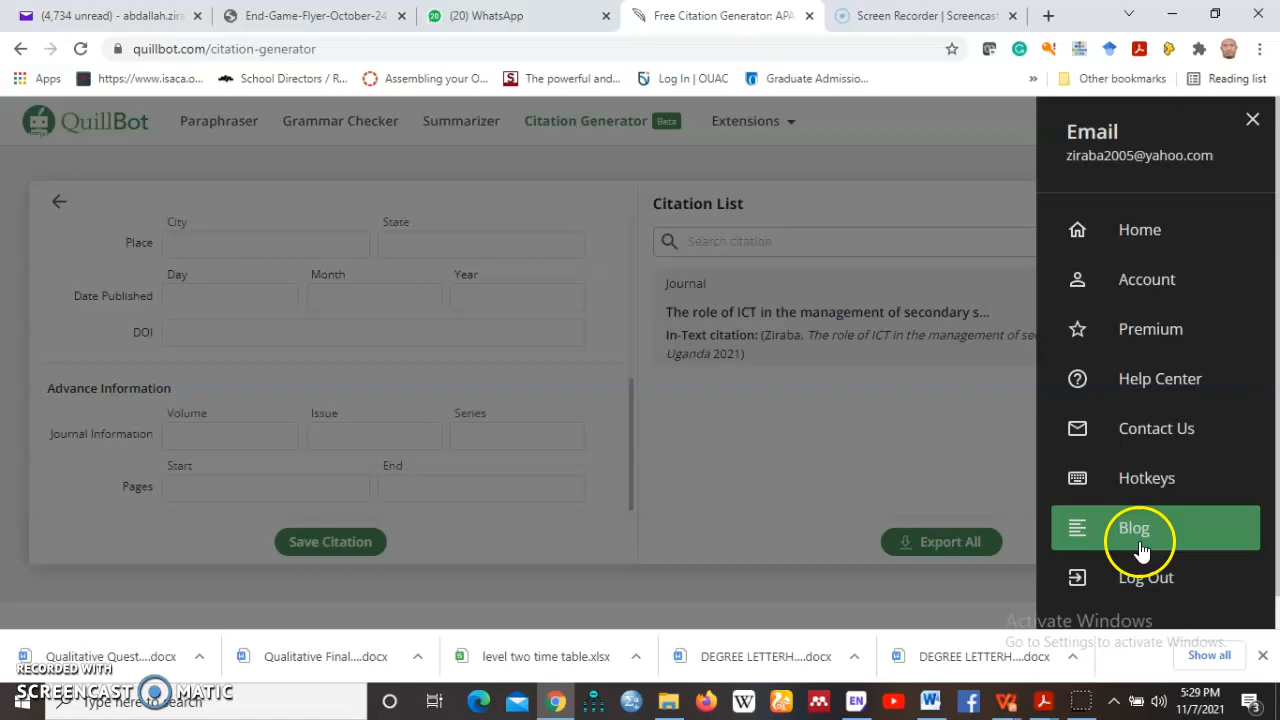 (4,734 unread) - abdallah.zira
End-Game-Flyer-October-24
(20) WhatsApp
Free Citation Generator: APA
Screen Recorder | Screencast
quillbot.com/citation-generator
Apps
https://www.isaca.o...
School Directors / R...
Assembling your O...
The powerful and...
Log In | OUAC
Graduate Admissio...
»
Other bookmarks
Reading list
QuillBot
Paraphraser
Grammar Checker
Summarizer
Citation Generator Beta
Extensions
Email
ziraba2005@yahoo.com
City
State
Place
Day
Month
Year
Date Published
DOI
Advance Information
Volume
Issue
Series
Journal Information
Start
End
Pages
Save Citation
Citation List
Search citation
Journal
The role of ICT in the management of secondary s...
In-Text citation: (Ziraba. The role of ICT in the management of sec
Uganda 2021)
Export All
Home
Account
Premium
Help Center
Contact Us
Hotkeys
Blog
Log Out
Activate Windows
Go to Settings to activate Windows.
Qualitative Quest....docx
Qualitative Final....docx
level two time table.xlsx
DEGREE LETTERH....docx
DEGREE LETTERH....docx
Show all
RECORDED WITH
SCREENCAST MATIC
Type here to search
EN
5:29 PM
11/7/2021
3